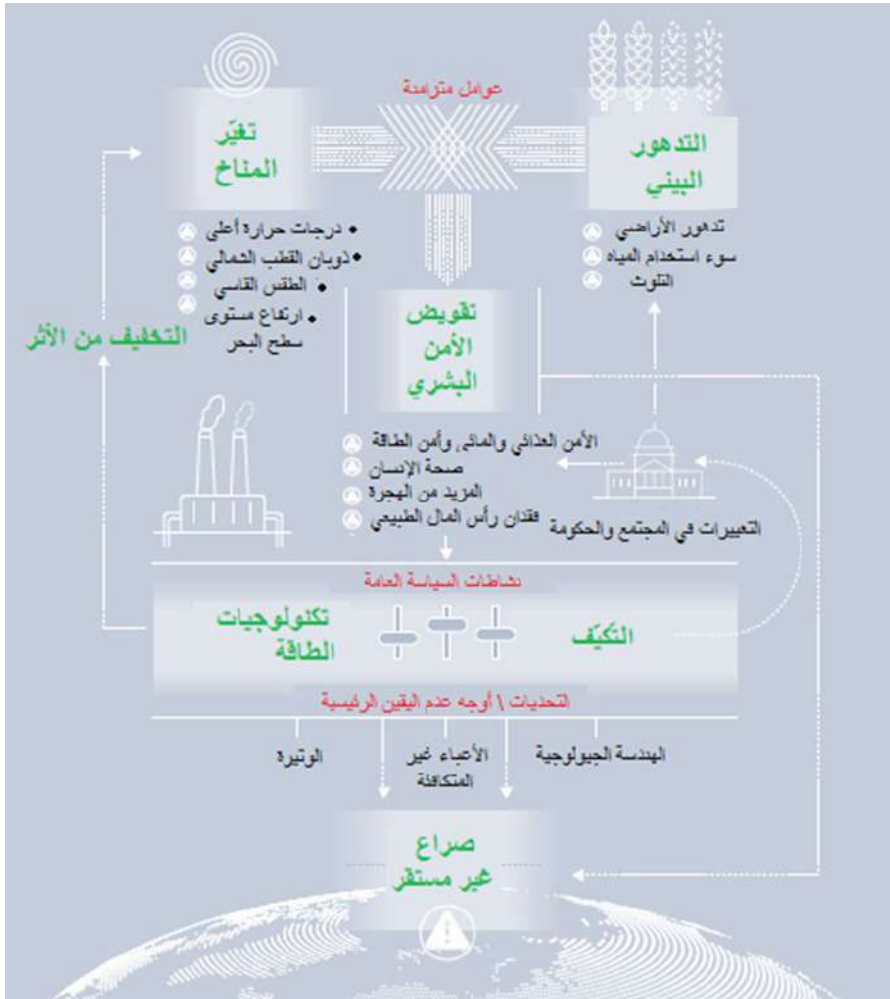 عوامل متزامنة
تغيّر
المناخ
التدهور
البيئي
• درجات حرارة أعلى
• ذوبان القطب الشمالي
• الطقس القاسي
• ارتفاع مستوى
سطح البحر
تدهور الأراضي
سوء استخدام المياه
التلوث
التخفيف من الأثر
تقويض
الأمن
البشري
الأمن الغذائي والمائي وأمن الطاقة
صحة الإنسان
المزيد من الهجرة
فقدان رأس المال الطبيعي
التغييرات في المجتمع والحكومة
نشاطات السياسة العامة
تكنولوجيات
الطاقة
التكيّف
التحديات \ أوجه عدم اليقين الرئيسية
الهندسة الجيولوجية
الأعباء غير
المتكافئة
الوتيرة
صراع
غير مستقر